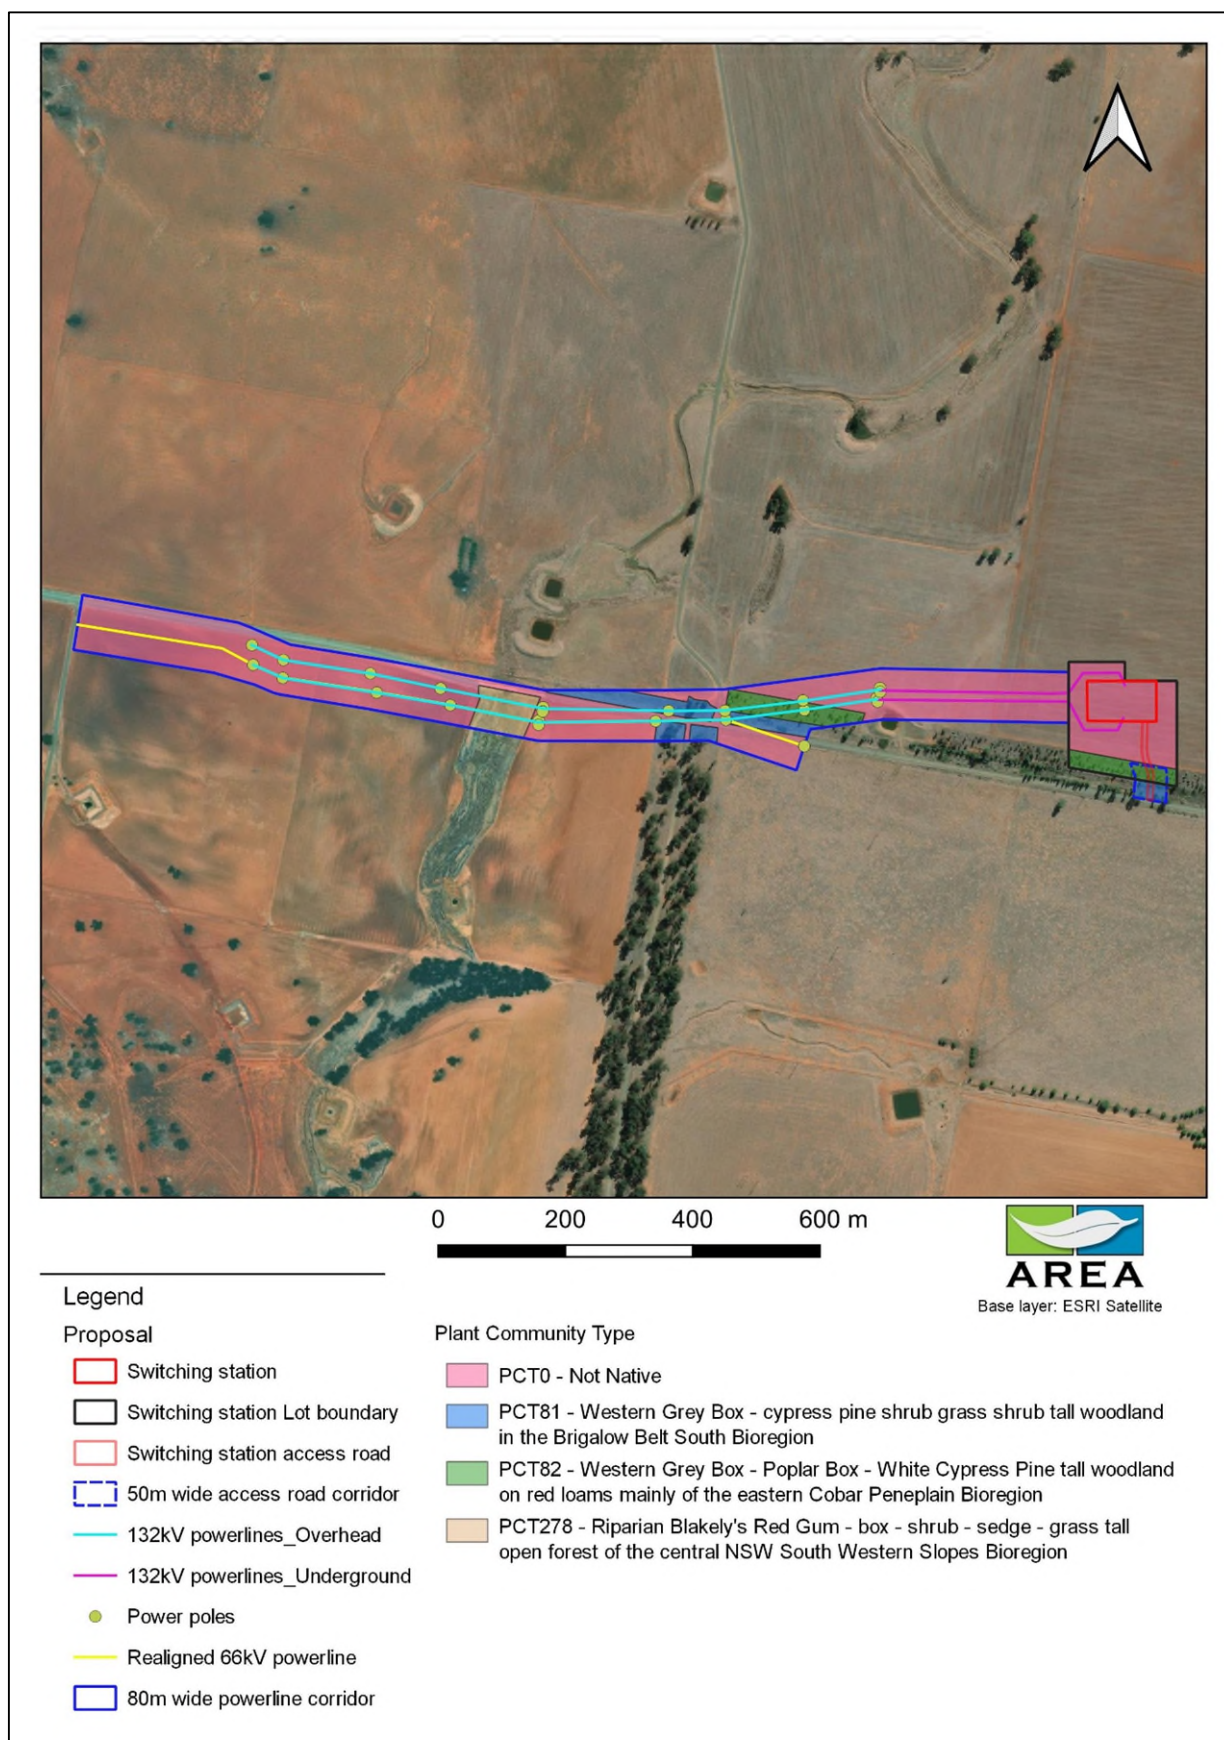 0 200 400 600 m
AREA
Base layer: ESRI Satellite
Legend
Proposal
Switching station
Switching station Lot boundary
Switching station access road
50m wide access road corridor
132kV powerlines_Overhead
132kV powerlines_Underground
Power poles
Realigned 66kV powerline
80m wide powerline corridor
Plant Community Type
PCT0 - Not Native
PCT81 - Western Grey Box - cypress pine shrub grass shrub tall woodland
in the Brigalow Belt South Bioregion
PCT82 - Western Grey Box - Poplar Box - White Cypress Pine tall woodland
on red loams mainly of the eastern Cobar Peneplain Bioregion
PCT278 - Riparian Blakely's Red Gum - box - shrub - sedge - grass tall
open forest of the central NSW South Western Slopes Bioregion